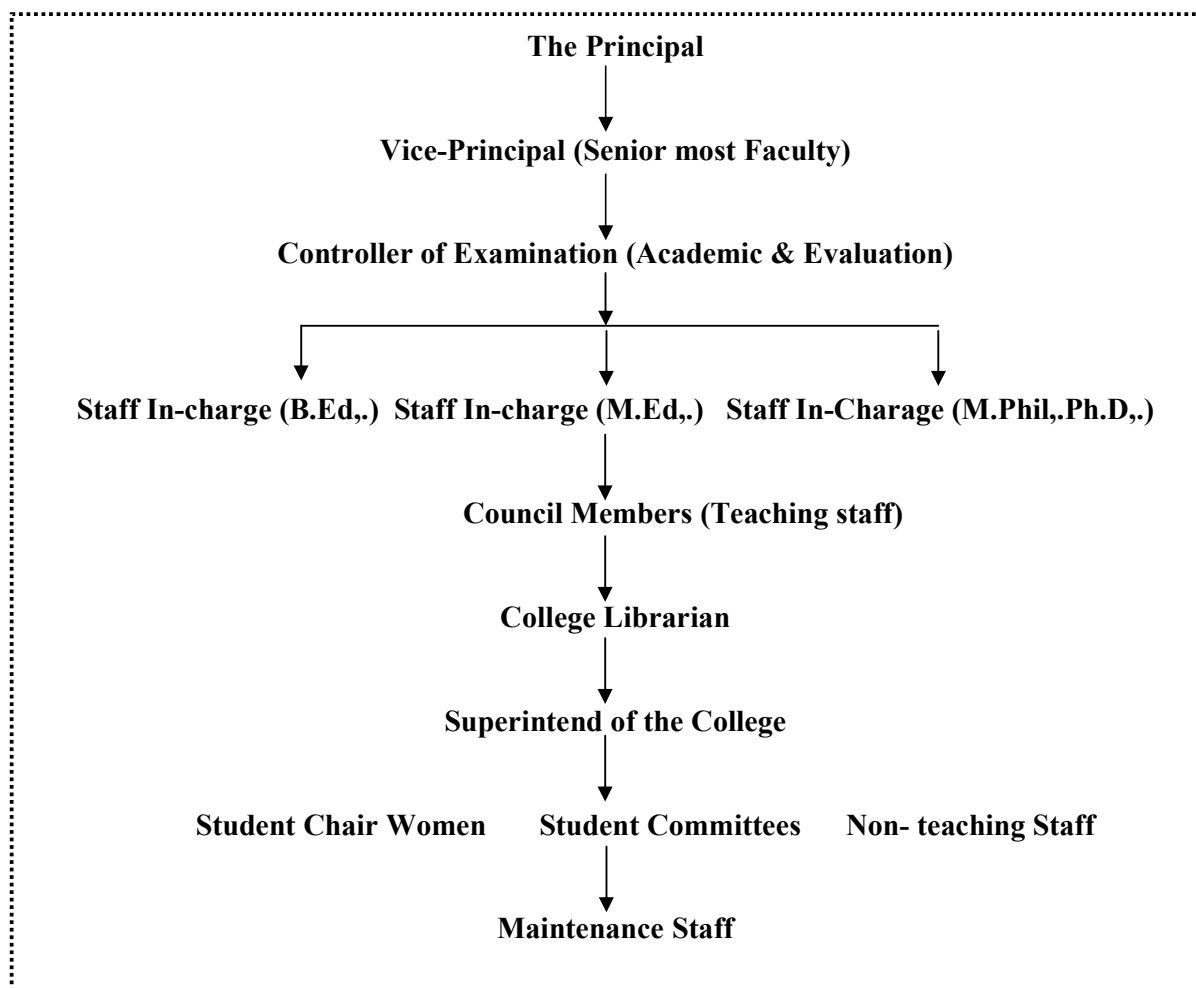 The Principal
Vice-Principal (Senior most Faculty)
Controller of Examination (Academic & Evaluation)
Staff In-charge (B.Ed,.) Staff In-charge (M.Ed,.) Staff In-Charage (M.Phil,.Ph.D,.)
Council Members (Teaching staff)
College Librarian
Superintend of the College
Student Chair Women Student Committees Non- teaching Staff
Maintenance Staff